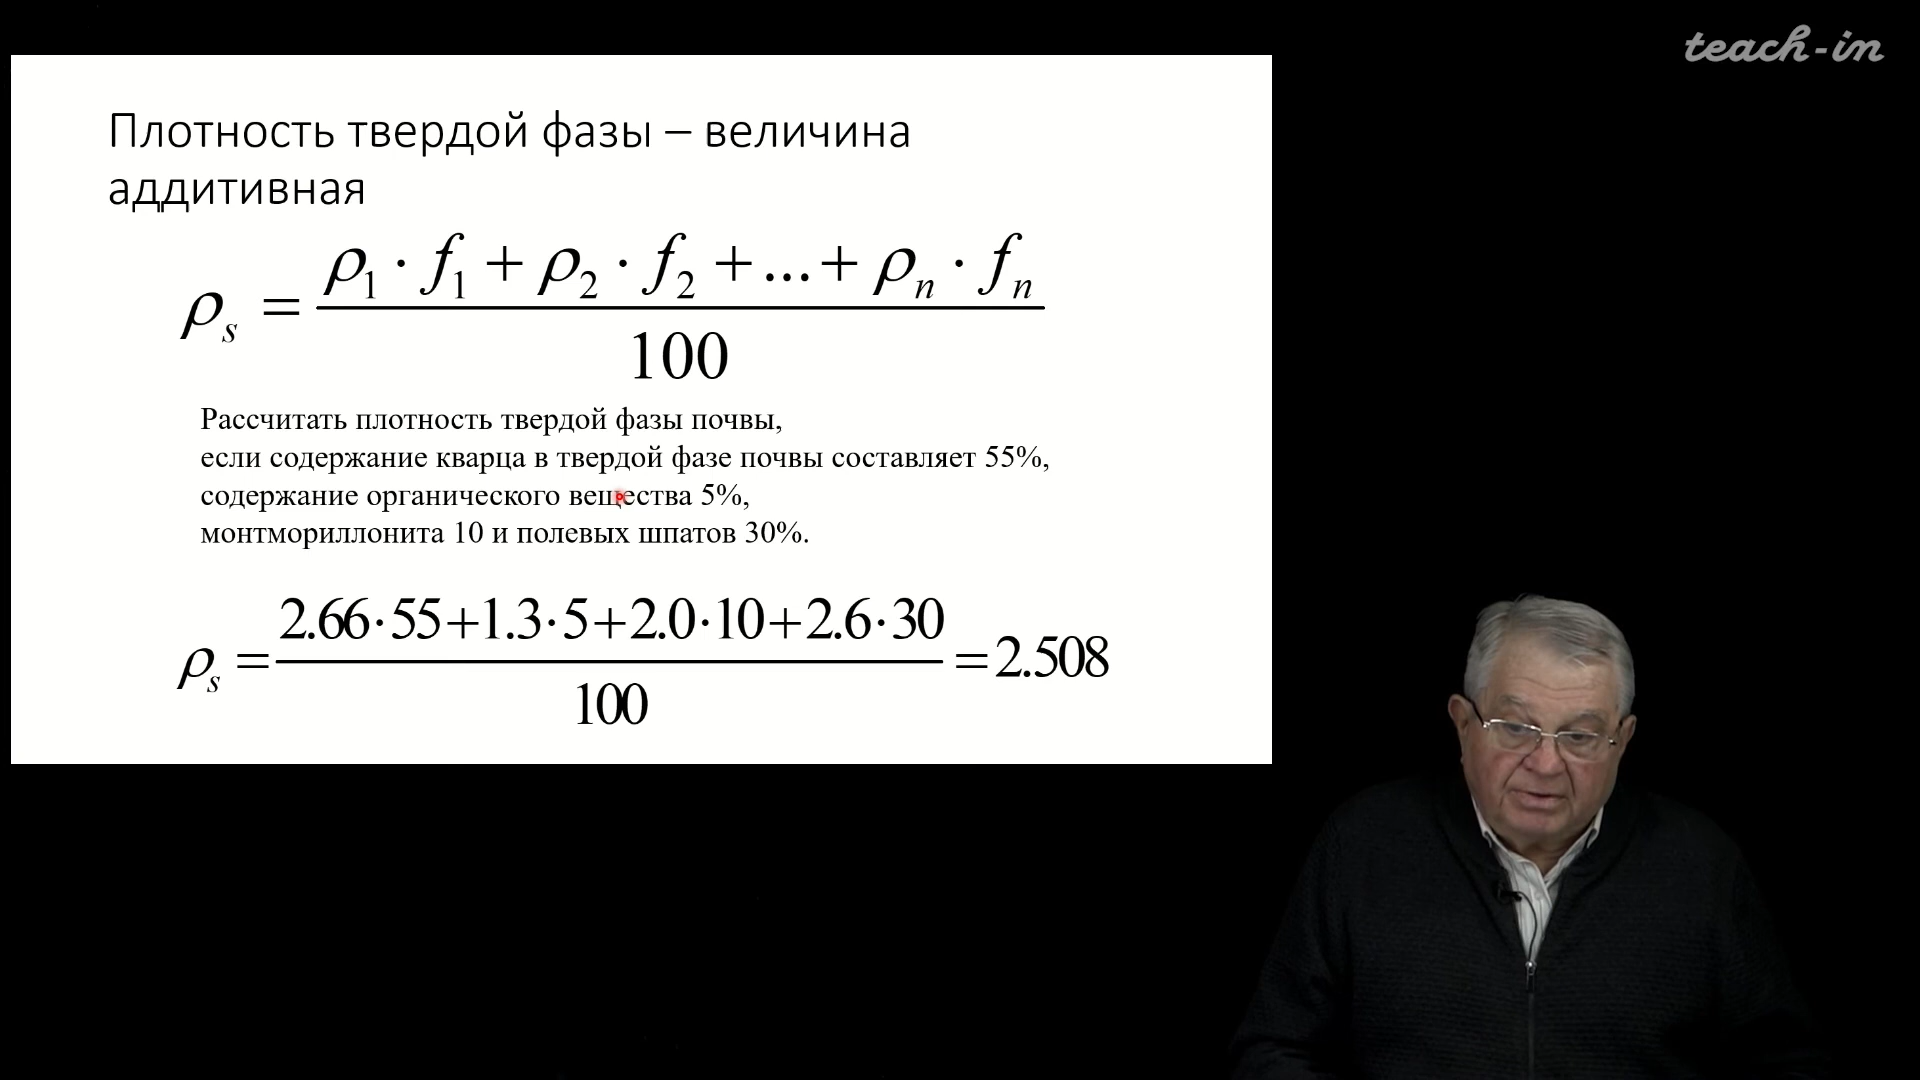 teach-in
Плотность твердой фазы – величина
аддитивная
ρs = (ρ1 · f1 + ρ2 · f2 + ... + ρn · fn) / 100
Рассчитать плотность твердой фазы почвы,
если содержание кварца в твердой фазе почвы составляет 55%,
содержание органического вещества 5%,
монтмориллонита 10 и полевых шпатов 30%.
ρs = (2.66·55+1.3·5+2.0·10+2.6·30) / 100 = 2.508